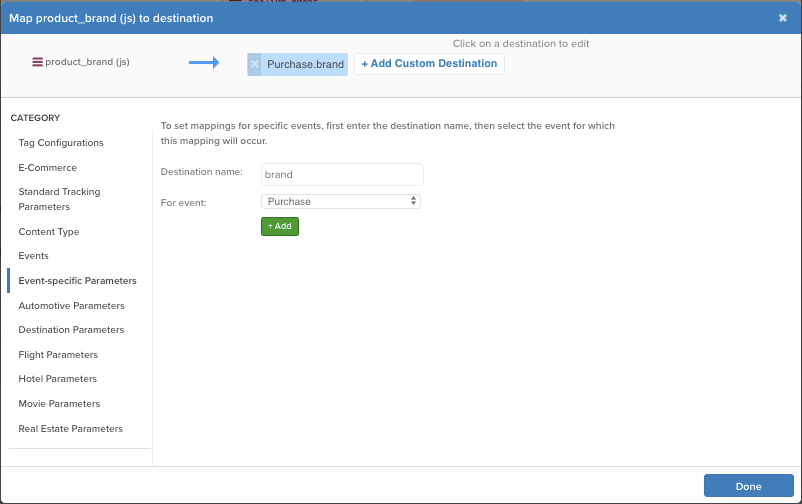 Map product_brand (js) to destination
×
Click on a destination to edit
product_brand (js)
× Purchase.brand
+ Add Custom Destination
CATEGORY
Tag Configurations
E-Commerce
Standard Tracking
Parameters
Content Type
Events
Event-specific Parameters
Automotive Parameters
Destination Parameters
Flight Parameters
Hotel Parameters
Movie Parameters
Real Estate Parameters
To set mappings for specific events, first enter the destination name, then select the event for which
this mapping will occur.
Destination name: brand
For event: Purchase
+ Add
Done